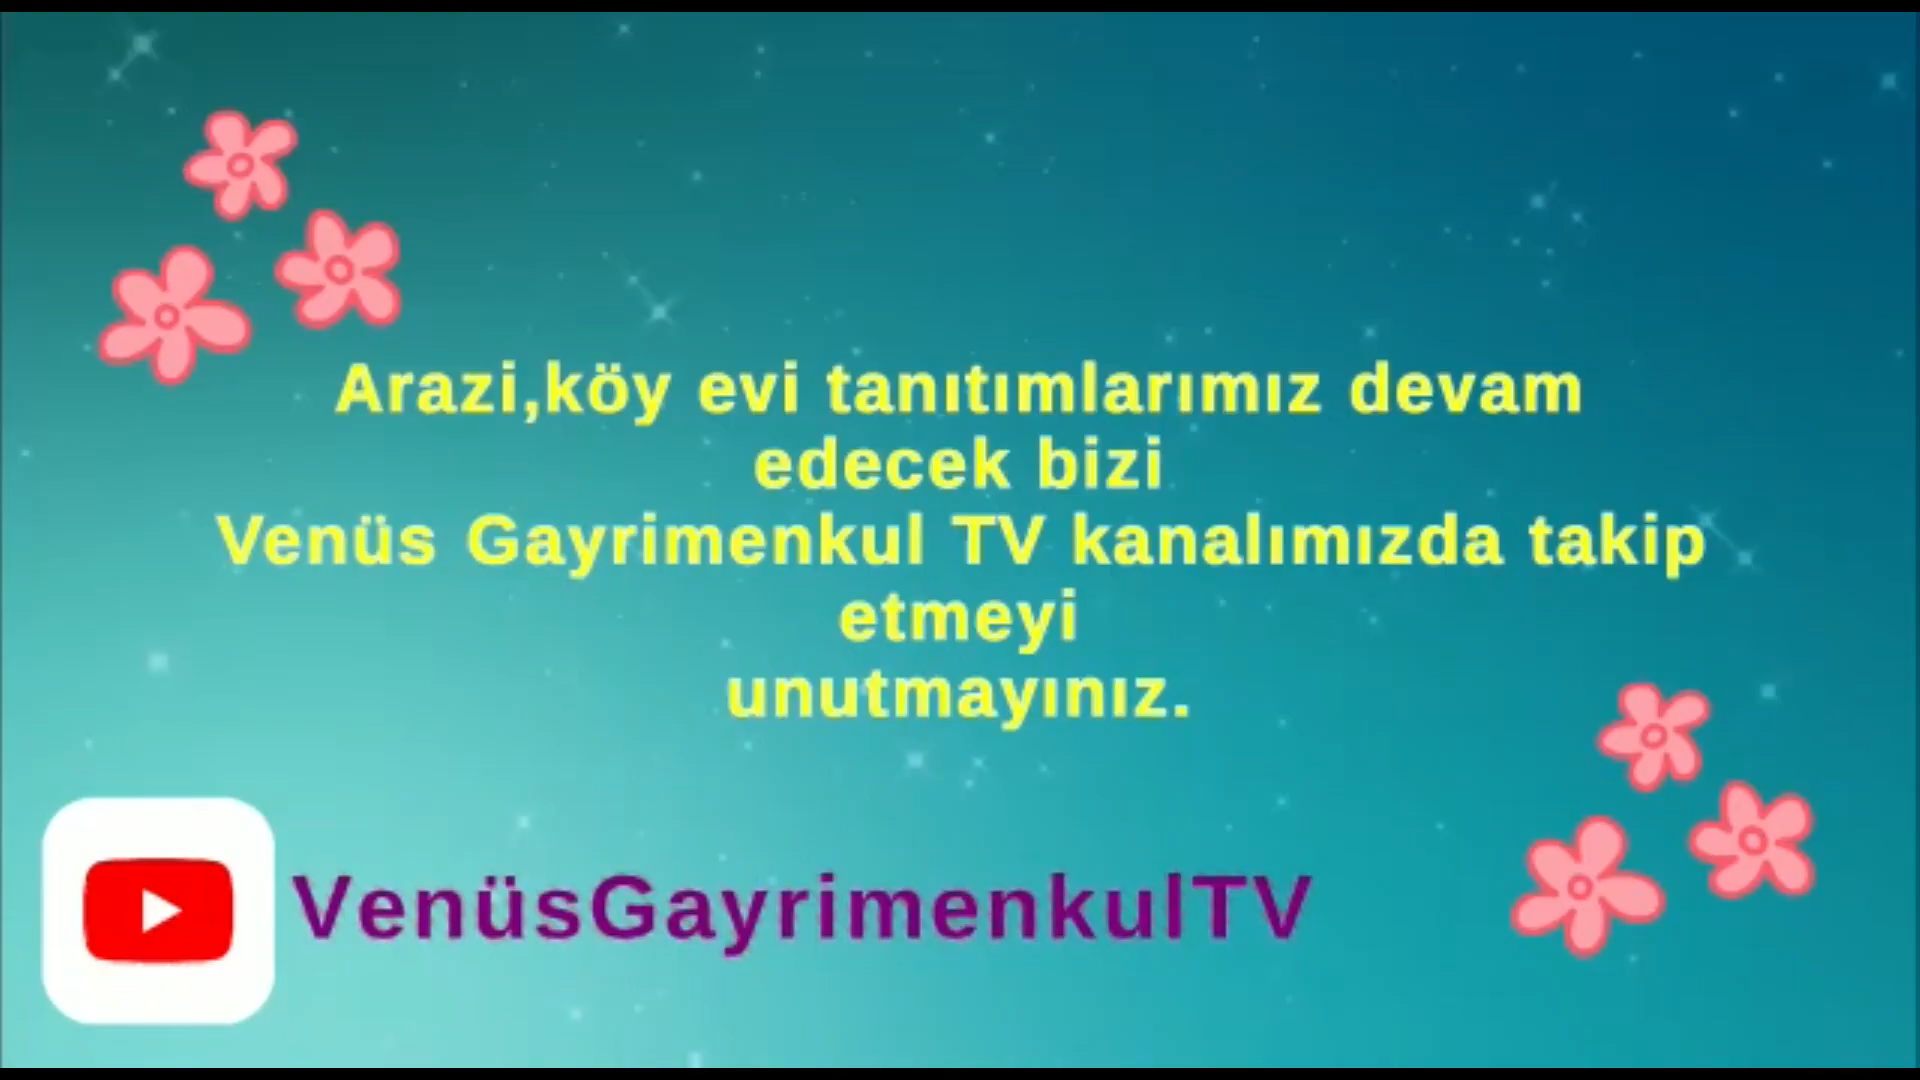 Arazi,köy evi tanıtımlarımız devam
edecek bizi
Venüs Gayrimenkul TV kanalımızda takip
etmeyi
unutmayınız.
VenüsGayrimenkulTV